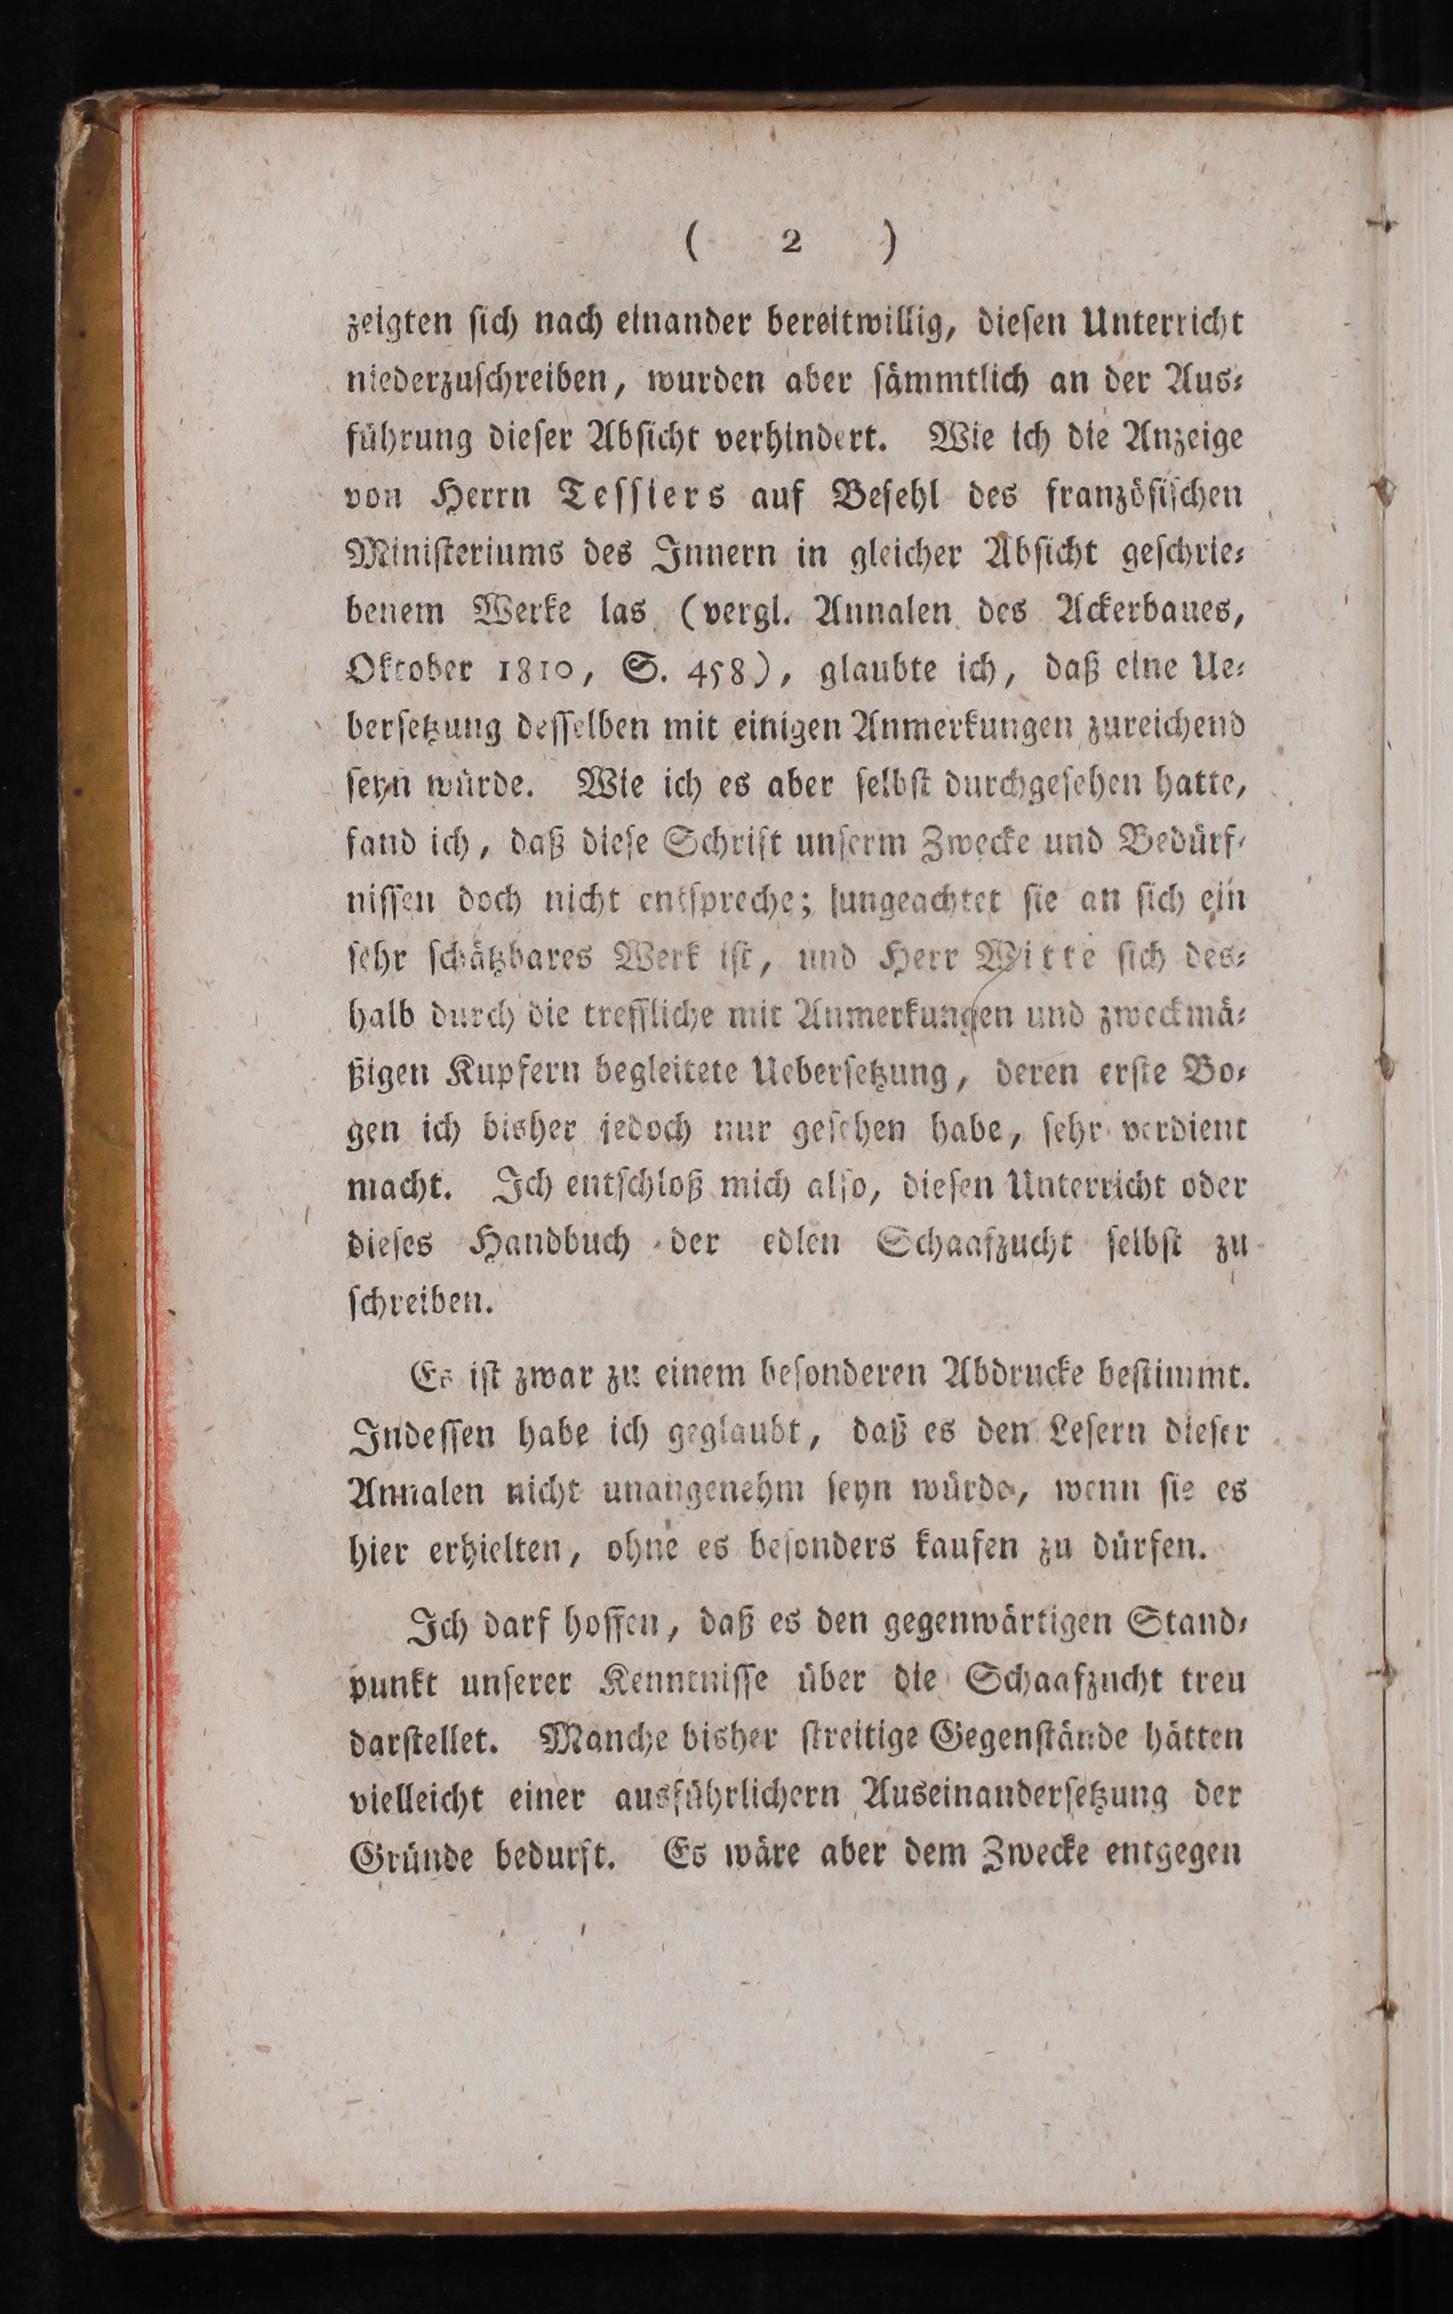 ( 2 )
zeigten ſich nach einander bereitwillig, dieſen Unterricht
niederzuſchreiben, wurden aber ſämmtlich an der Aus⸗
führung dieſer Abſicht verhindert. Wie ich die Anzeige
von Herrn Teſſiers auf Befehl des franzöſiſchen
Miniſteriums des Innern in gleicher Abſicht geſchrie⸗
benem Werke las (vergl. Annalen des Ackerbaues,
Oktober 1810, S. 458), glaubte ich, daß eine Ue⸗
berſetzung deſſelben mit einigen Anmerkungen zureichend
ſeyn würde. Wie ich es aber ſelbſt durchgeſehen hatte,
fand ich, daß dieſe Schrift unſerm Zwecke und Bedürf⸗
niſſen doch nicht entſpreche; ungeachtet ſie an ſich ein
ſehr ſchätzbares Werk iſt, und Herr Witte ſich des⸗
halb durch die treffliche mit Anmerkungen und zweckmä⸗
ßigen Kupfern begleitete Ueberſetzung, deren erſte Bo⸗
gen ich bisher jedoch nur geſehen habe, ſehr verdient
macht. Ich entſchloß mich alſo, dieſen Unterricht oder
dieſes Handbuch der edlen Schaafzucht ſelbſt zu
ſchreiben.
Es iſt zwar zu einem beſonderen Abdrucke beſtimmt.
Indeſſen habe ich geglaubt, daß es den Leſern dieſer
Annalen nicht unangenehm ſeyn würde, wenn ſie es
hier erhielten, ohne es beſonders kaufen zu dürfen.
Ich darf hoffen, daß es den gegenwärtigen Stand⸗
punkt unſerer Kenntniſſe über die Schaafzucht treu
darſtellet. Manche bisher ſtreitige Gegenſtände hätten
vielleicht einer ausführlichern Auseinanderſetzung der
Gründe bedurft. Es wäre aber dem Zwecke entgegen